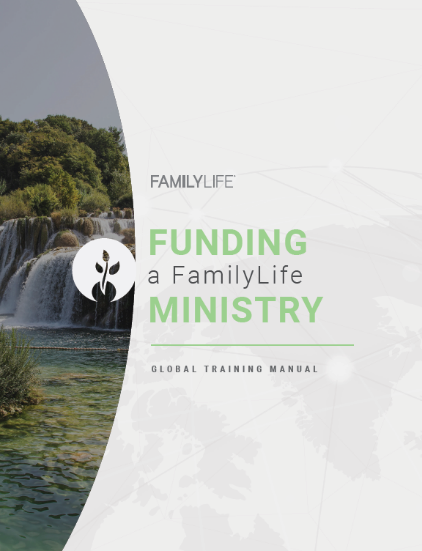 FAMILYLIFE
FUNDING
a FamilyLife
MINISTRY
GLOBAL TRAINING MANUAL